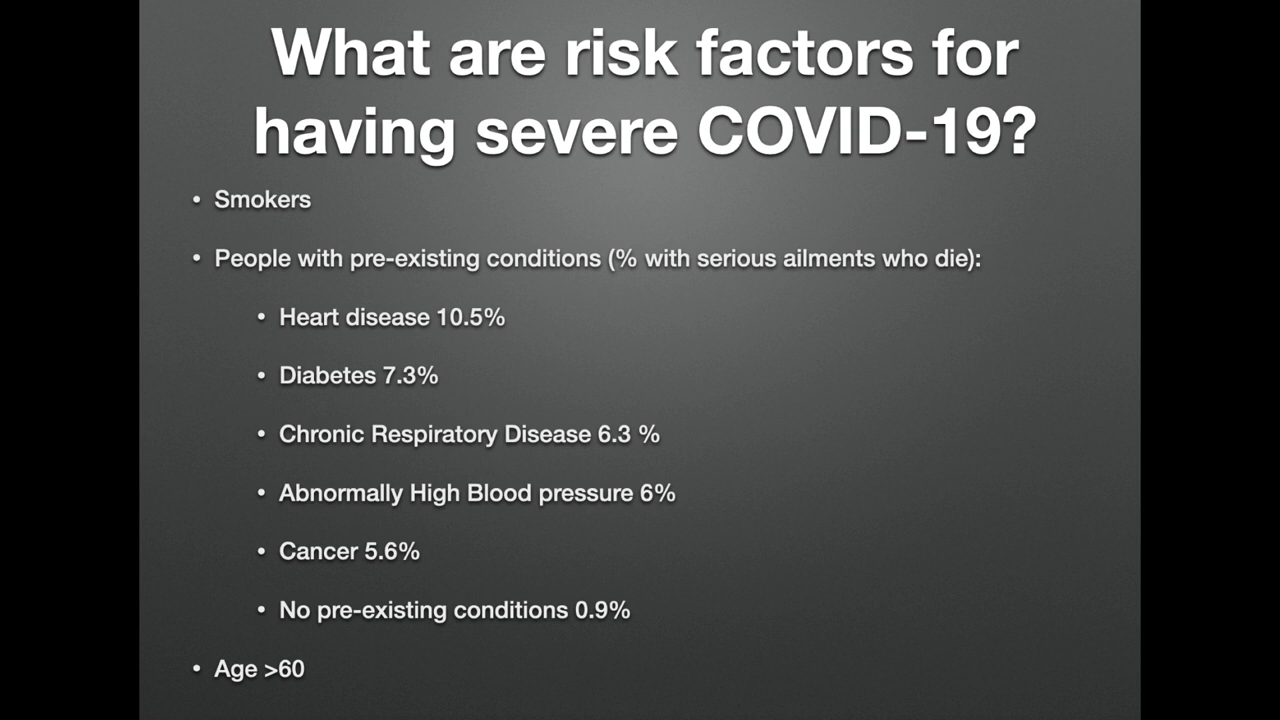 What are risk factors for
having severe COVID-19?
• Smokers
• People with pre-existing conditions (% with serious ailments who die):
• Heart disease 10.5%
• Diabetes 7.3%
• Chronic Respiratory Disease 6.3 %
• Abnormally High Blood pressure 6%
• Cancer 5.6%
• No pre-existing conditions 0.9%
• Age >60